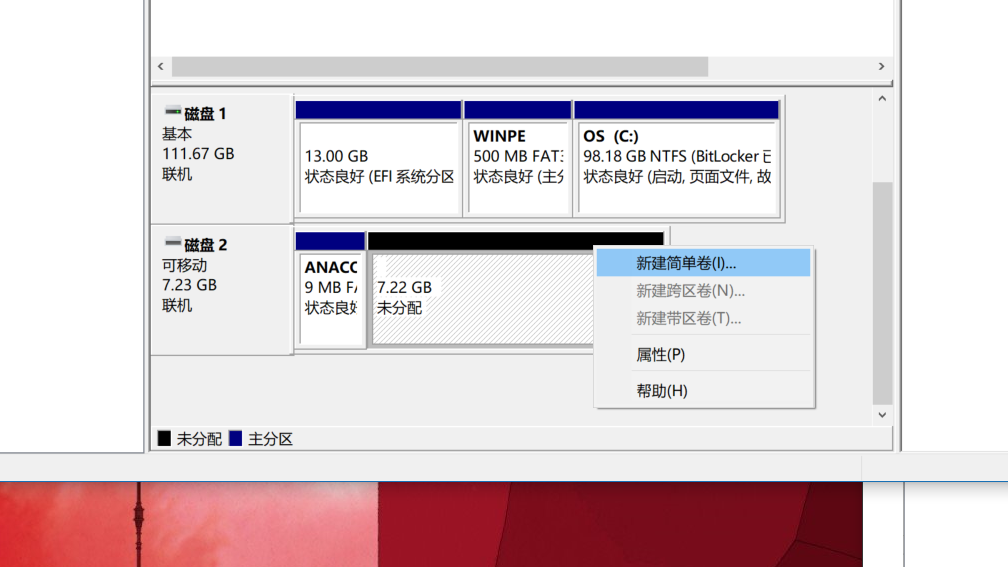 磁盘 1
基本
111.67 GB
联机
13.00 GB
状态良好 (EFI 系统分区
WINPE
500 MB FAT3
状态良好 (主分
OS (C:)
98.18 GB NTFS (BitLocker 已
状态良好 (启动, 页面文件, 故
磁盘 2
可移动
7.23 GB
联机
ANACO
9 MB FA
状态良好
7.22 GB
未分配
新建简单卷(I)...
新建跨区卷(N)...
新建带区卷(T)...
属性(P)
帮助(H)
未分配 主分区